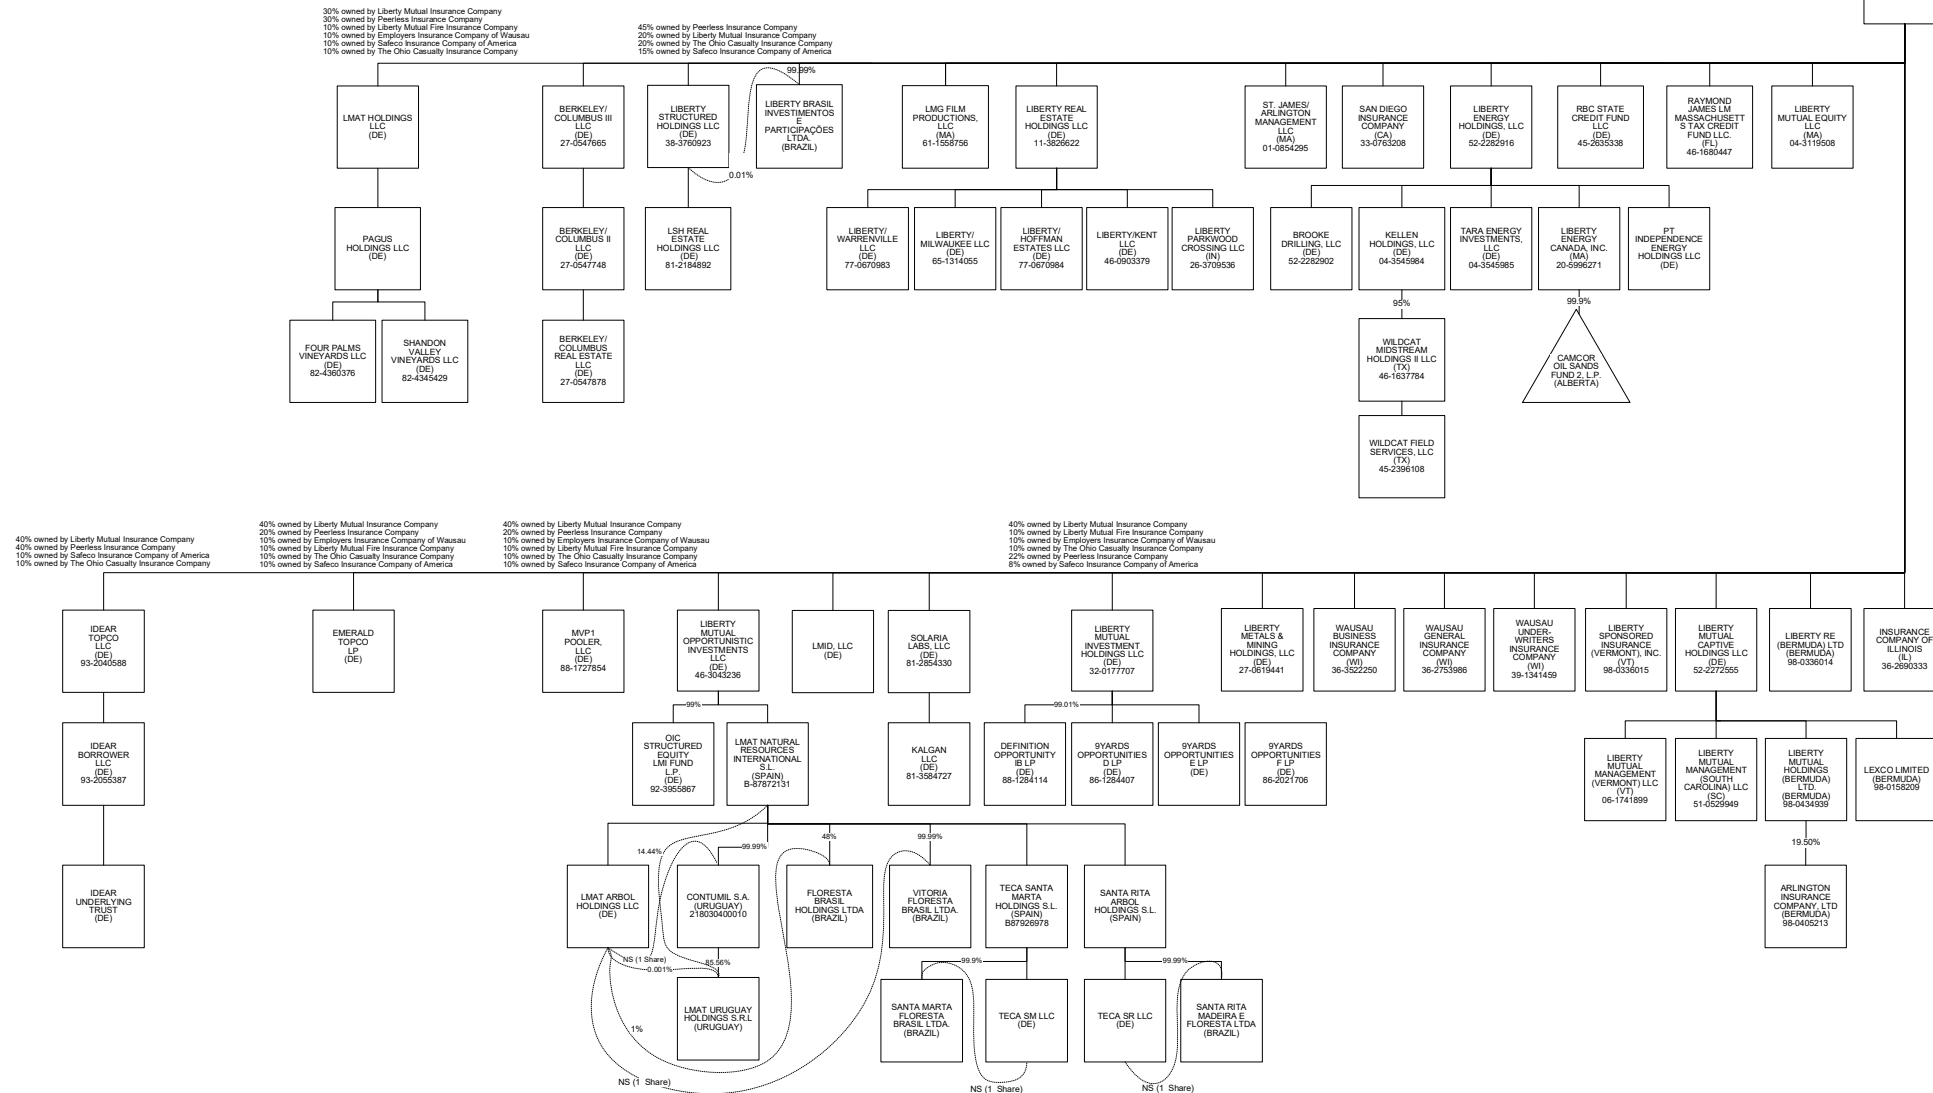 30% owned by Liberty Mutual Insurance Company
30% owned by Peerless Insurance Company
10% owned by Liberty Mutual Fire Insurance Company
10% owned by Employers Insurance Company of Wausau
10% owned by Safeco Insurance Company of America
10% owned by The Ohio Casualty Insurance Company
45% owned by Peerless Insurance Company
20% owned by Liberty Mutual Insurance Company
20% owned by The Ohio Casualty Insurance Company
15% owned by Safeco Insurance Company of America
99.99%
LMAT HOLDINGS
LLC
(DE)
BERKELEY/
COLUMBUS III
LLC
(DE)
27-0547665
LIBERTY
STRUCTURED
HOLDINGS LLC
(DE)
38-3760923
LIBERTY BRASIL
INVESTIMENTOS
E
PARTICIPAÇÕES
LTDA.
(BRAZIL)
LMG FILM
PRODUCTIONS,
LLC
(MA)
61-1558756
LIBERTY REAL
ESTATE
HOLDINGS LLC
(DE)
11-3826622
ST. JAMES/
ARLINGTON
MANAGEMENT
LLC
(MA)
01-0854295
SAN DIEGO
INSURANCE
COMPANY
(CA)
33-0763208
LIBERTY
ENERGY
HOLDINGS, LLC
(DE)
52-2282916
RBC STATE
CREDIT FUND
LLC
(DE)
45-2635338
RAYMOND
JAMES LM
MASSACHUSETT
S TAX CREDIT
FUND LLC.
(FL)
46-1680447
LIBERTY
MUTUAL EQUITY
LLC
(MA)
04-3119508
0.01%
PAGUS
HOLDINGS LLC
(DE)
BERKELEY/
COLUMBUS II
LLC
(DE)
27-0547748
LSH REAL
ESTATE
HOLDINGS LLC
(DE)
81-2184892
LIBERTY/
WARRENVILLE
LLC
(DE)
77-0670983
LIBERTY/
MILWAUKEE LLC
(DE)
65-1314055
LIBERTY/
HOFFMAN
ESTATES LLC
(DE)
77-0670984
LIBERTY/KENT
LLC
(DE)
46-0903379
LIBERTY
PARKWOOD
CROSSING LLC
(IN)
26-3709536
BROOKE
DRILLING, LLC
(DE)
52-2282902
KELLEN
HOLDINGS, LLC
(DE)
04-3545984
TARA ENERGY
INVESTMENTS,
LLC
(DE)
04-3545985
LIBERTY
ENERGY
CANADA, INC.
(MA)
20-5996271
PT
INDEPENDENCE
ENERGY
HOLDINGS LLC
(DE)
95%
99.9%
FOUR PALMS
VINEYARDS LLC
(DE)
82-4360376
SHANDON
VALLEY
VINEYARDS LLC
(DE)
82-4345429
BERKELEY/
COLUMBUS
REAL ESTATE
LLC
(DE)
27-0547878
WILDCAT
MIDSTREAM
HOLDINGS II LLC
(TX)
46-1637784
CAMCOR
OIL SANDS
FUND 2, L.P.
(ALBERTA)
WILDCAT FIELD
SERVICES, LLC
(TX)
45-2396108
40% owned by Liberty Mutual Insurance Company
40% owned by Peerless Insurance Company
10% owned by Safeco Insurance Company of America
10% owned by The Ohio Casualty Insurance Company
40% owned by Liberty Mutual Insurance Company
20% owned by Peerless Insurance Company
10% owned by Employers Insurance Company of Wausau
10% owned by Liberty Mutual Fire Insurance Company
10% owned by The Ohio Casualty Insurance Company
10% owned by Safeco Insurance Company of America
40% owned by Liberty Mutual Insurance Company
20% owned by Peerless Insurance Company
10% owned by Employers Insurance Company of Wausau
10% owned by Liberty Mutual Fire Insurance Company
10% owned by The Ohio Casualty Insurance Company
10% owned by Safeco Insurance Company of America
40% owned by Liberty Mutual Insurance Company
10% owned by Liberty Mutual Fire Insurance Company
10% owned by Employers Insurance Company of Wausau
10% owned by The Ohio Casualty Insurance Company
22% owned by Peerless Insurance Company
8% owned by Safeco Insurance Company of America
IDEAR
TOPCO
LLC
(DE)
93-2040588
EMERALD
TOPCO
LP
(DE)
MVP1
POOLER,
LLC
(DE)
88-1727854
LIBERTY
MUTUAL
OPPORTUNISTIC
INVESTMENTS
LLC
(DE)
46-3043236
LMID, LLC
(DE)
SOLARIA
LABS, LLC
(DE)
81-2854330
LIBERTY
MUTUAL
INVESTMENT
HOLDINGS LLC
(DE)
32-0177707
LIBERTY
METALS &
MINING
HOLDINGS, LLC
(DE)
27-0619441
WAUSAU
BUSINESS
INSURANCE
COMPANY
(WI)
36-3522250
WAUSAU
GENERAL
INSURANCE
COMPANY
(WI)
36-2753986
WAUSAU
UNDER-
WRITERS
INSURANCE
COMPANY
(WI)
39-1341459
LIBERTY
SPONSORED
INSURANCE
(VERMONT), INC.
(VT)
98-0336015
LIBERTY
MUTUAL
CAPTIVE
HOLDINGS LLC
(DE)
52-2272555
LIBERTY RE
(BERMUDA) LTD
(BERMUDA)
98-0336014
INSURANCE
COMPANY OF
ILLINOIS
(IL)
36-2690333
99%
99.01%
IDEAR
BORROWER
LLC
(DE)
93-2055387
OIC
STRUCTURED
EQUITY
LMI FUND
L.P.
(DE)
92-3955867
LMAT NATURAL
RESOURCES
INTERNATIONAL
S.L.
(SPAIN)
B-87872131
KALGAN
LLC
(DE)
81-3584727
DEFINITION
OPPORTUNITY
IB LP
(DE)
88-1284114
9YARDS
OPPORTUNITIES
D LP
(DE)
86-1284407
9YARDS
OPPORTUNITIES
E LP
(DE)
9YARDS
OPPORTUNITIES
F LP
(DE)
86-2021706
LIBERTY
MUTUAL
MANAGEMENT
(VERMONT) LLC
(VT)
06-1741899
LIBERTY
MUTUAL
MANAGEMENT
(SOUTH
CAROLINA) LLC
(SC)
51-0529949
LIBERTY
MUTUAL
HOLDINGS
(BERMUDA)
LTD.
(BERMUDA)
98-0434939
LEXCO LIMITED
(BERMUDA)
98-0158209
14.44%
99.99%
48%
99.99%
19.50%
IDEAR
UNDERLYING
TRUST
(DE)
LMAT ARBOL
HOLDINGS LLC
(DE)
CONTUMIL S.A.
(URUGUAY)
218030400010
FLORESTA
BRASIL
HOLDINGS LTDA
(BRAZIL)
VITORIA
FLORESTA
BRASIL LTDA.
(BRAZIL)
TECA SANTA
MARTA
HOLDINGS S.L.
(SPAIN)
B87926978
SANTA RITA
ARBOL
HOLDINGS S.L.
(SPAIN)
ARLINGTON
INSURANCE
COMPANY, LTD
(BERMUDA)
98-0405213
NS (1 Share)
0.001%
85.56%
99.9%
99.99%
LMAT URUGUAY
HOLDINGS S.R.L
(URUGUAY)
SANTA MARTA
FLORESTA
BRASIL LTDA.
(BRAZIL)
TECA SM LLC
(DE)
TECA SR LLC
(DE)
SANTA RITA
MADEIRA E
FLORESTA LTDA
(BRAZIL)
1%
NS (1 Share)
NS (1 Share)
NS (1 Share)